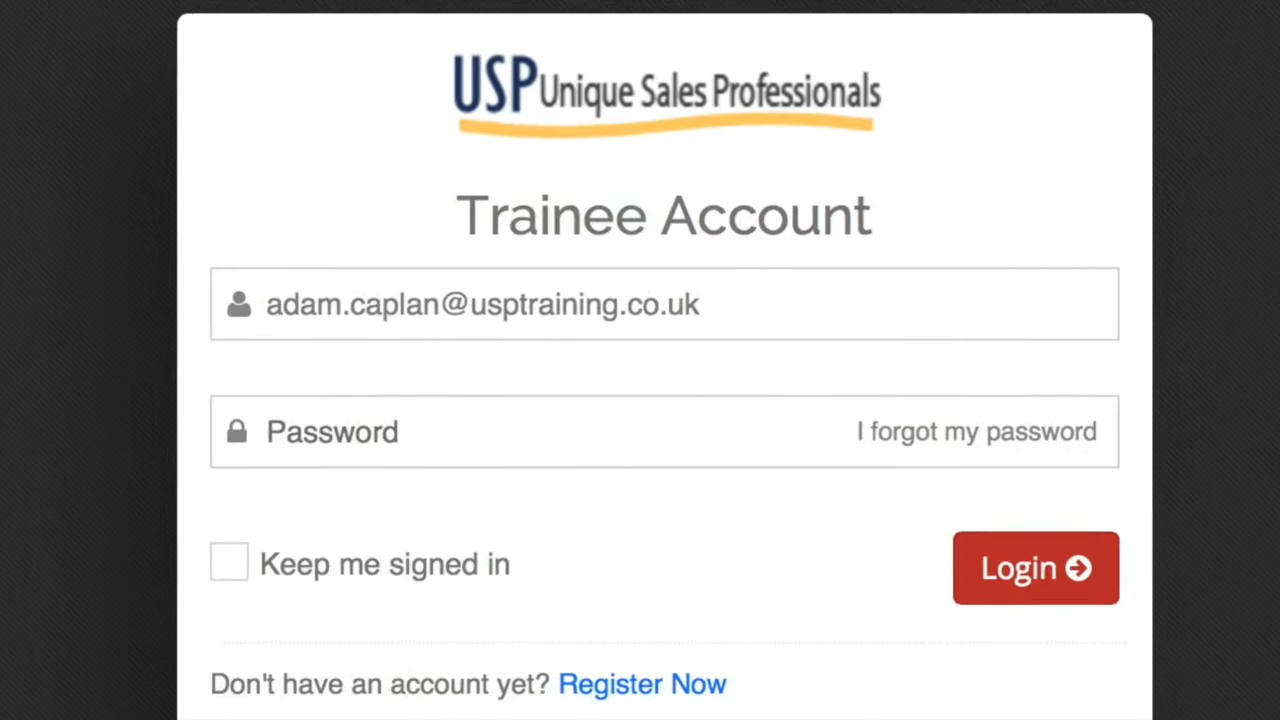 USP Unique Sales Professionals
Trainee Account
adam.caplan@usptraining.co.uk
Password I forgot my password
Keep me signed in
Login
Don't have an account yet? Register Now